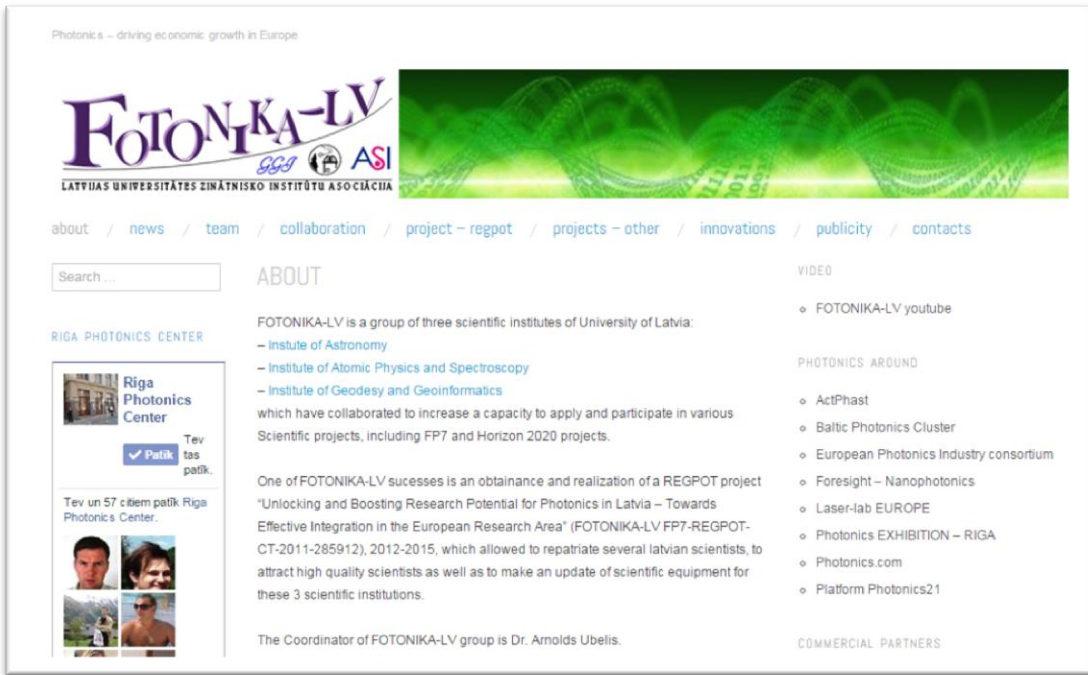 Photonics – driving economic growth in Europe
FOTONIKA-LV
GGI
ASI
LATVIJAS UNIVERSITĀTES ZINĀTNISKO INSTITŪTU ASOCIĀCIJA
about / news / team / collaboration / project – regpot / projects – other / innovations / publicity / contacts
Search ...
RIGA PHOTONICS CENTER
Riga
Photonics
Center
Patīk
Tev
tas
patīk.
Tev un 57 citiem patīk Riga
Photonics Center.
ABOUT
FOTONIKA-LV is a group of three scientific institutes of University of Latvia:
– Instute of Astronomy
– Institute of Atomic Physics and Spectroscopy
– Institute of Geodesy and Geoinformatics
which have collaborated to increase a capacity to apply and participate in various
Scientific projects, including FP7 and Horizon 2020 projects.
One of FOTONIKA-LV sucesses is an obtainance and realization of a REGPOT project
“Unlocking and Boosting Research Potential for Photonics in Latvia – Towards
Effective Integration in the European Research Area” (FOTONIKA-LV FP7-REGPOT-
CT-2011-285912), 2012-2015, which allowed to repatriate several latvian scientists, to
attract high quality scientists as well as to make an update of scientific equipment for
these 3 scientific institutions.
The Coordinator of FOTONIKA-LV group is Dr. Arnolds Ubelis.
VIDEO
FOTONIKA-LV youtube
PHOTONICS AROUND
ActPhast
Baltic Photonics Cluster
European Photonics Industry consortium
Foresight – Nanophotonics
Laser-lab EUROPE
Photonics EXHIBITION – RIGA
Photonics.com
Platform Photonics21
COMMERCIAL PARTNERS